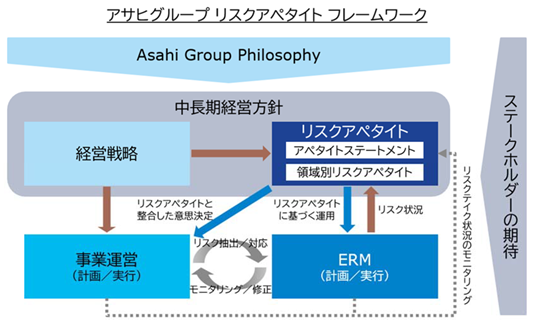 アサヒグループ リスクアペタイト フレームワーク
Asahi Group Philosophy
中長期経営方針
経営戦略
リスクアペタイト
アペタイトステートメント
領域別リスクアペタイト
リスクアペタイトと
整合した意思決定
リスクアペタイト
に基づく運用
リスク状況
事業運営
（計画／実行）
リスク抽出／対応
モニタリング／修正
ERM
（計画／実行）
リスクテイク状況のモニタリング
ステークホルダーの期待